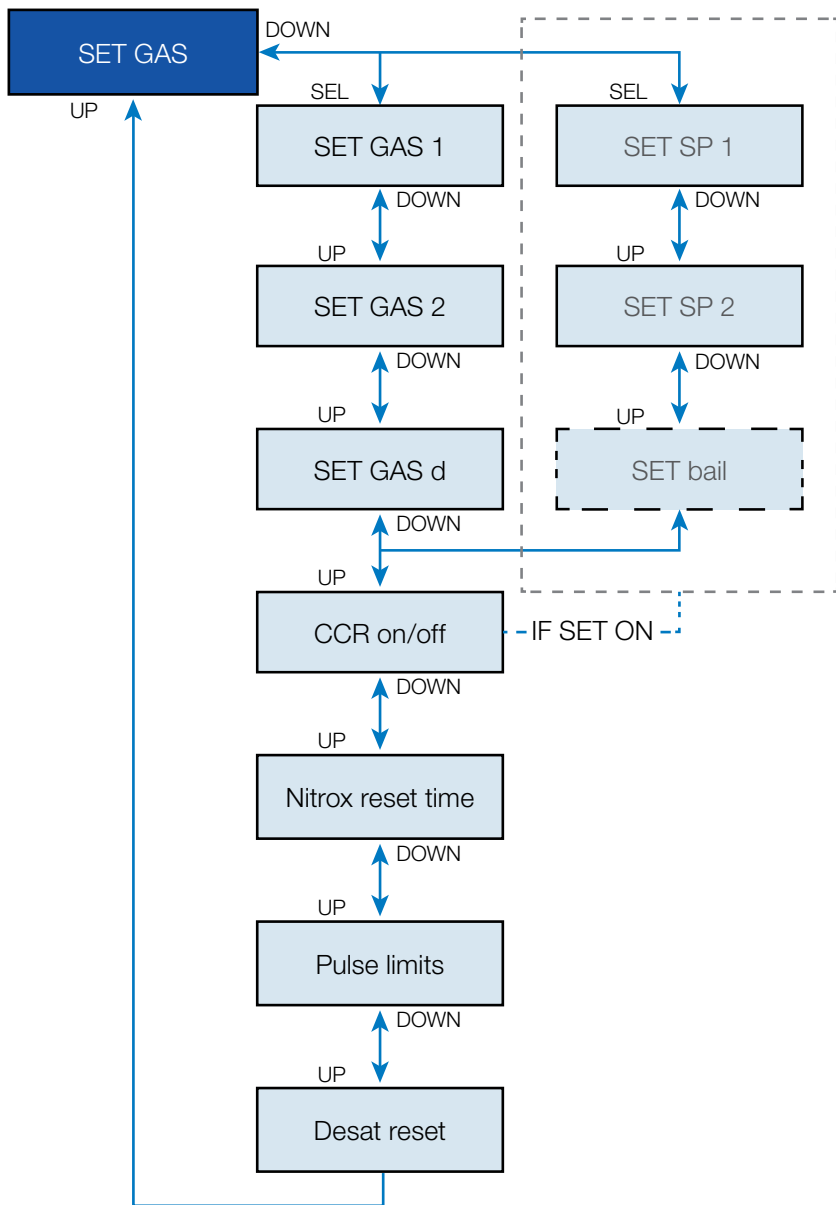 SET GAS
DOWN
UP
SEL
SEL
SET GAS 1
SET SP 1
DOWN
DOWN
UP
UP
SET GAS 2
SET SP 2
DOWN
DOWN
UP
UP
SET GAS d
SET bail
DOWN
UP
CCR on/off
IF SET ON
DOWN
UP
Nitrox reset time
DOWN
UP
Pulse limits
DOWN
UP
Desat reset